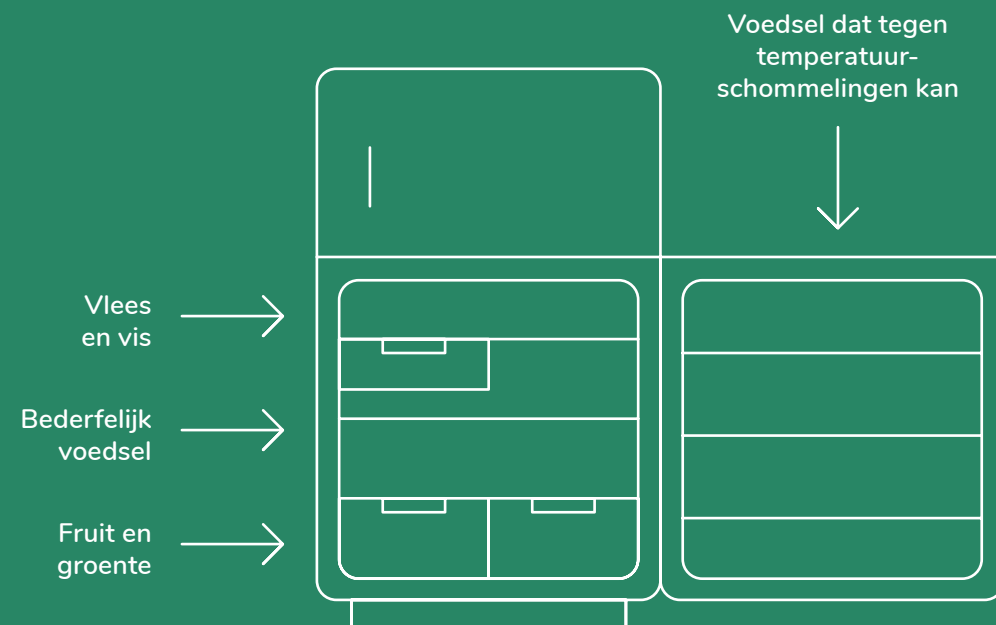 Voedsel dat tegen
temperatuur-
schommelingen kan
Vlees
en vis
Bederfelijk
voedsel
Fruit en
groente